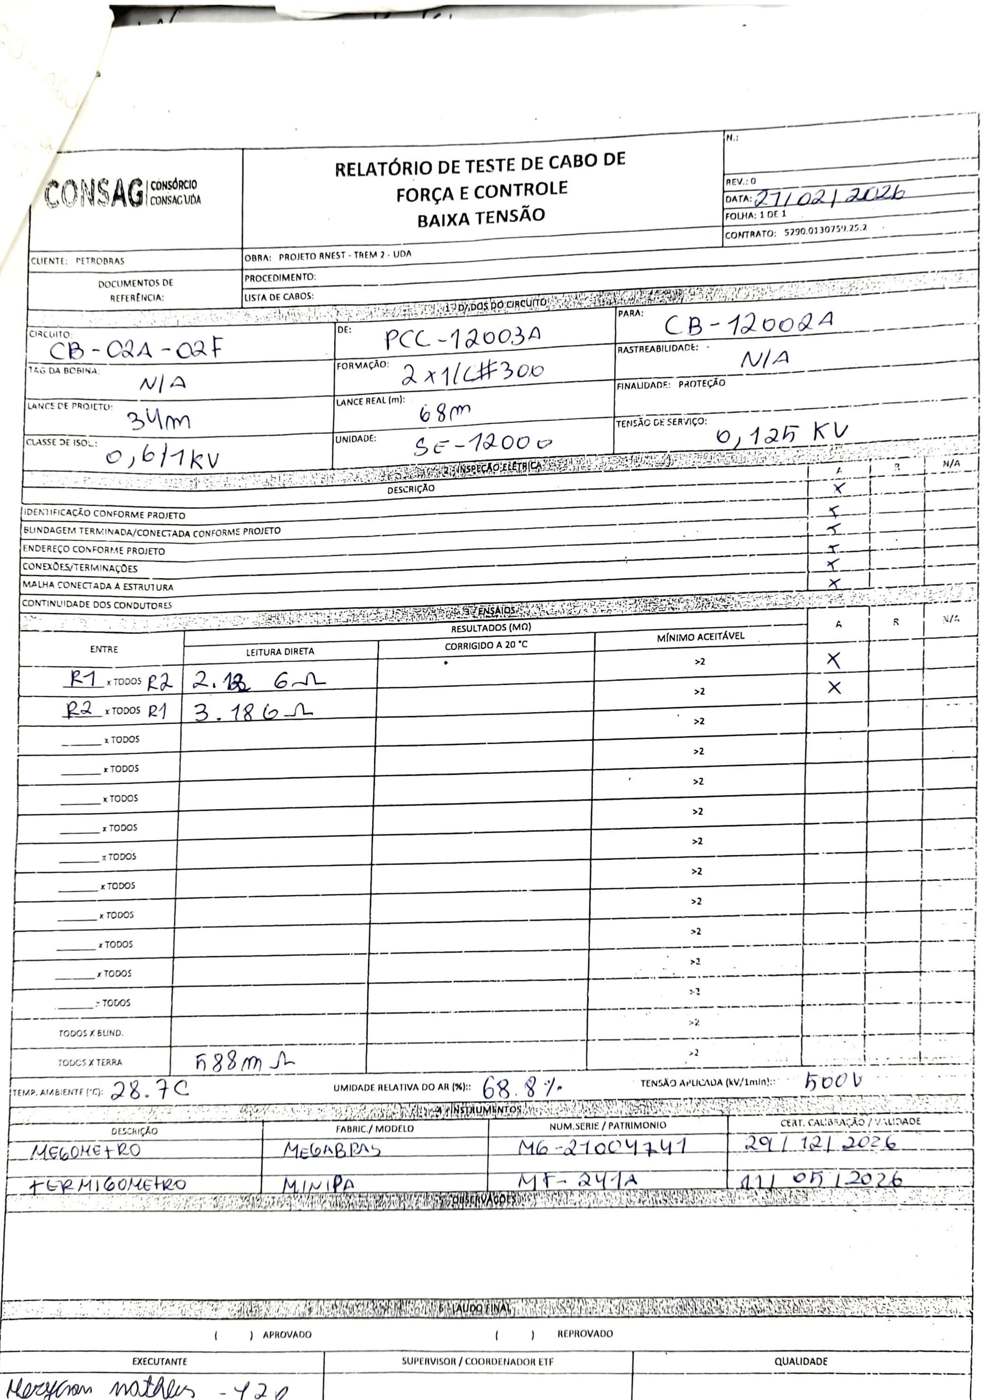 CONSAG CONSÓRCIO CONSAG UDA
RELATÓRIO DE TESTE DE CABO DE
FORÇA E CONTROLE
BAIXA TENSÃO
N.:
REV.: 0
DATA: 27/02/2026
FOLHA: 1 DE 1
CONTRATO: 5290.0130759.25.2
CLIENTE: PETROBRAS
OBRA: PROJETO RNEST - TREM 2 - UDA
DOCUMENTOS DE REFERÊNCIA:
PROCEDIMENTO:
LISTA DE CABOS:
1 - DADOS DO CIRCUITO
CIRCUITO: CB-02A-02F
DE: PCC-12003A
PARA: CB-12002A
TAG DA BOBINA: N/A
FORMAÇÃO: 2x1/C#300
RASTREABILIDADE: N/A
LANCE DE PROJETO: 34m
LANCE REAL (m): 68m
FINALIDADE: PROTEÇÃO
CLASSE DE ISOL.: 0,6/1KV
UNIDADE: SE-12000
TENSÃO DE SERVIÇO: 0,125 KV
2 - INSPEÇÃO ELÉTRICA
DESCRIÇÃO A R N/A
IDENTIFICAÇÃO CONFORME PROJETO X
BLINDAGEM TERMINADA/CONECTADA CONFORME PROJETO X
ENDEREÇO CONFORME PROJETO X
CONEXÕES/TERMINAÇÕES X
MALHA CONECTADA A ESTRUTURA X
CONTINUIDADE DOS CONDUTORES X
3 - ENSAIOS
ENTRE RESULTADOS (MΩ) A R N/A
LEITURA DIRETA CORRIGIDO A 20 °C MÍNIMO ACEITÁVEL
R1 x TODOS R2 >2 X
R2 x TODOS R1 3.18GΩ >2 X
x TODOS >2
x TODOS >2
x TODOS >2
x TODOS >2
x TODOS >2
x TODOS >2
x TODOS >2
x TODOS >2
x TODOS >2
x TODOS >2
TODOS X BLIND. >2
TODOS X TERRA 588mΩ >2
TEMP. AMBIENTE (°C): 28.7C
UMIDADE RELATIVA DO AR (%): 68.8%
TENSÃO APLICADA (kV/1min): 500V
4 - INSTRUMENTOS
DESCRIÇÃO FABRIC./ MODELO NUM.SERIE / PATRIMONIO CERT. CALIBRAÇÃO / VALIDADE
MEGOMETRO MEGABRAS MG-21004741 29/12/2026
TERMIGOMETRO MINIPA MT-241A 11/05/2026
5 - OBSERVAÇÕES
6 - LAUDO FINAL
( ) APROVADO ( ) REPROVADO
EXECUTANTE SUPERVISOR / COORDENADOR ETF QUALIDADE
matheus